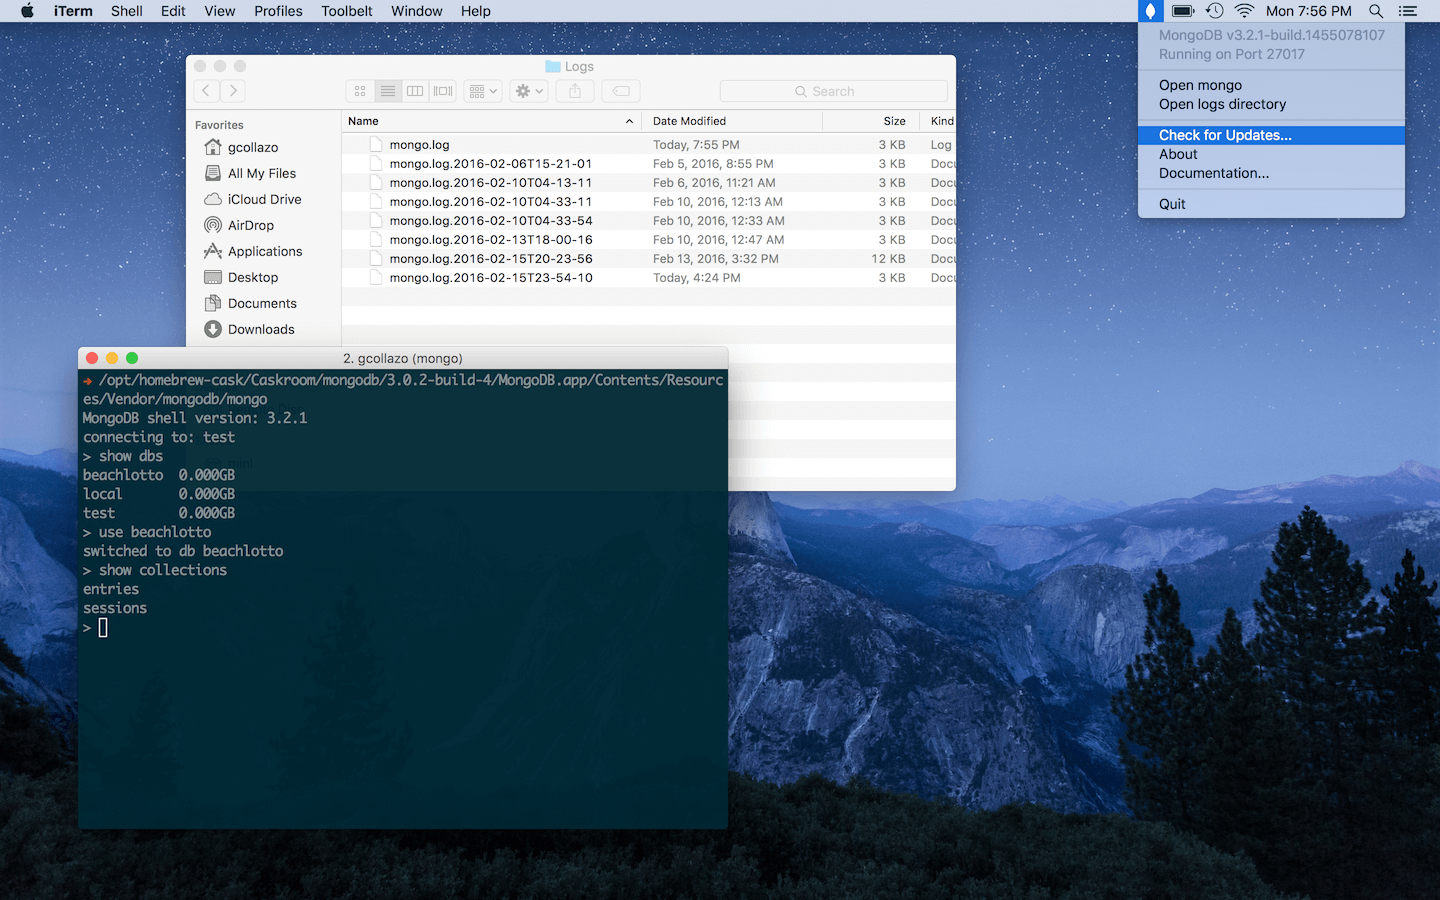 iTerm Shell Edit View Profiles Toolbelt Window Help Mon 7:56 PM
MongoDB v3.2.1-build.1455078107
Running on Port 27017
Open mongo
Open logs directory
Check for Updates...
About
Documentation...
Quit
Logs
Search
Favorites
gcollazo
All My Files
iCloud Drive
AirDrop
Applications
Desktop
Documents
Downloads
Name Date Modified Size Kind
mongo.log Today, 7:55 PM 3 KB Log
mongo.log.2016-02-06T15-21-01 Feb 5, 2016, 8:55 PM 3 KB Docu
mongo.log.2016-02-10T04-13-11 Feb 6, 2016, 11:21 AM 3 KB Docu
mongo.log.2016-02-10T04-33-11 Feb 10, 2016, 12:13 AM 3 KB Docu
mongo.log.2016-02-10T04-33-54 Feb 10, 2016, 12:33 AM 3 KB Docu
mongo.log.2016-02-13T18-00-16 Feb 10, 2016, 12:47 AM 3 KB Docu
mongo.log.2016-02-15T20-23-56 Feb 13, 2016, 3:32 PM 12 KB Docu
mongo.log.2016-02-15T23-54-10 Today, 4:24 PM 3 KB Docu
2. gcollazo (mongo)
/opt/homebrew-cask/Caskroom/mongodb/3.0.2-build-4/MongoDB.app/Contents/Resourc
es/Vendor/mongodb/mongo
MongoDB shell version: 3.2.1
connecting to: test
> show dbs
beachlotto 0.000GB
local 0.000GB
test 0.000GB
> use beachlotto
switched to db beachlotto
> show collections
entries
sessions
>